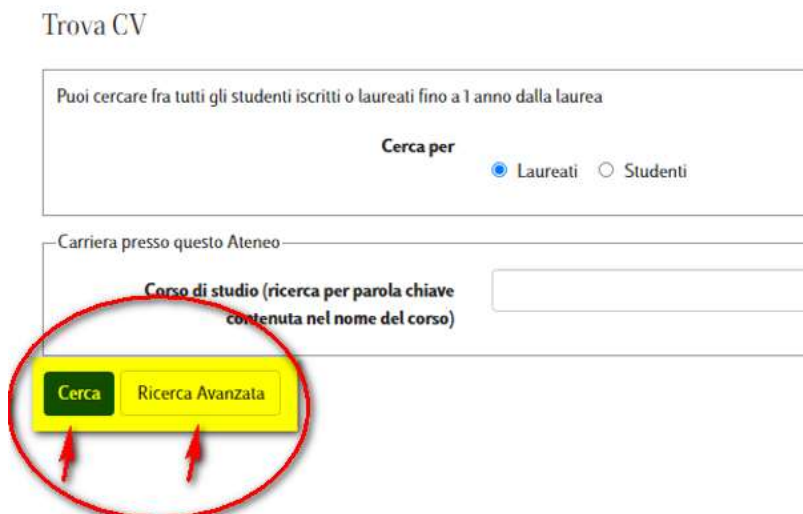 Trova CV
Puoi cercare fra tutti gli studenti iscritti o laureati fino a 1 anno dalla laurea
Cerca per
Laureati Studenti
Carriera presso questo Ateneo
Corso di studio (ricerca per parola chiave
contenuta nel nome del corso)
Cerca Ricerca Avanzata